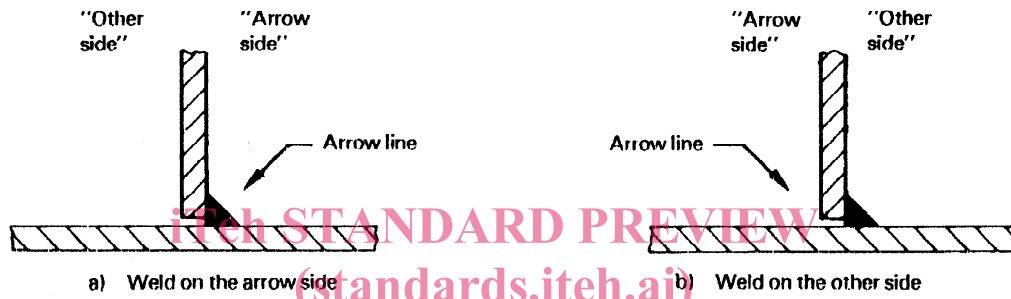 "Other side"
"Arrow side"
"Arrow side"
"Other side"
Arrow line
Arrow line
iTeh STANDARD PREVIEW
a) Weld on the arrow side
b) Weld on the other side
(standards.iteh.ai)